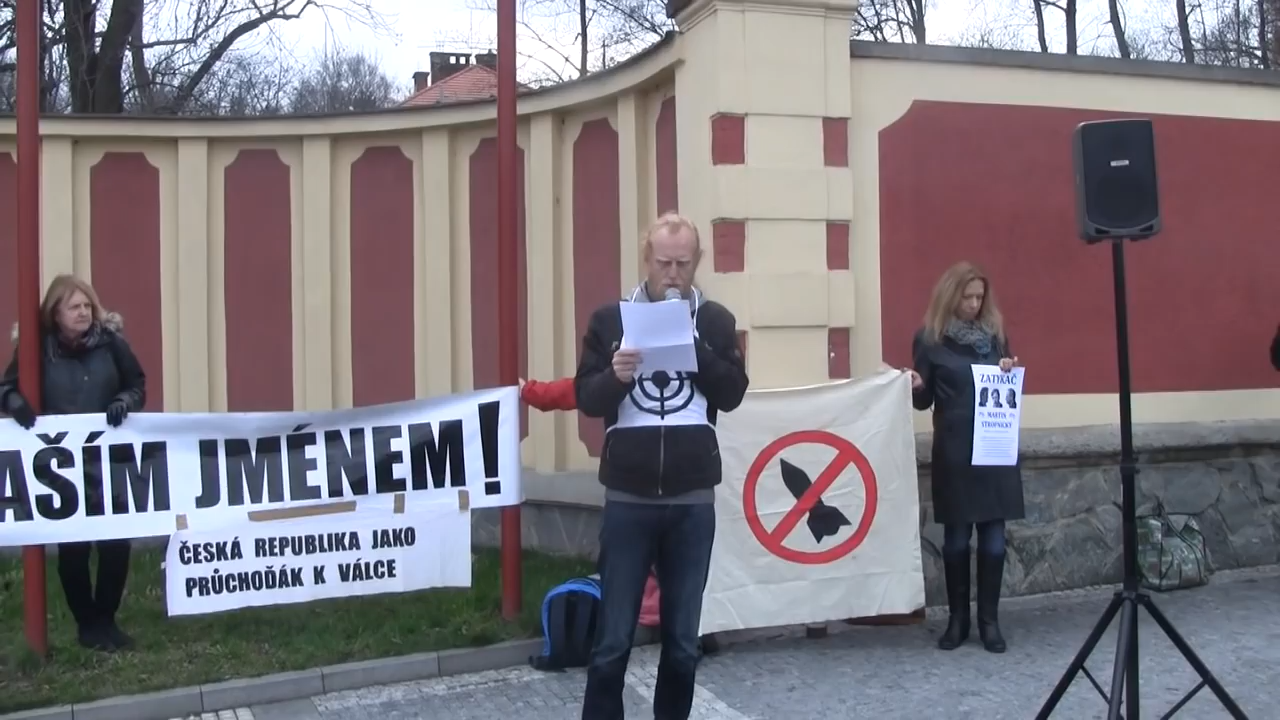 AŠÍM JMÉNEM!
ČESKÁ REPUBLIKA JAKO
PRŮCHOĎÁK K VÁLCE
ZATYKAČ
MARTIN
STROPNICKÝ